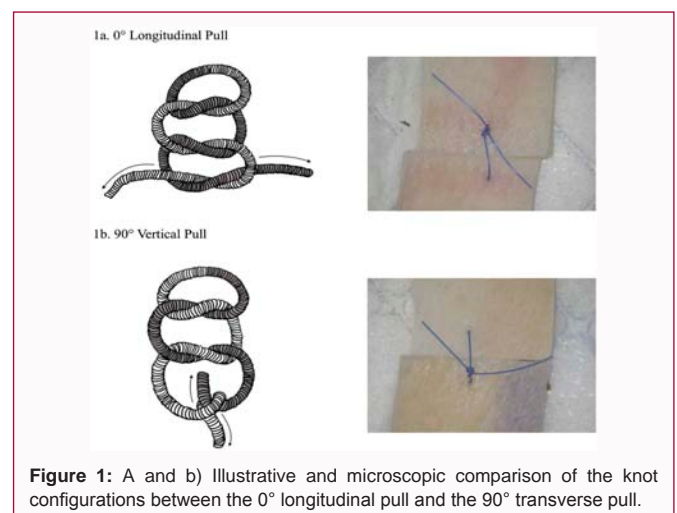 1a. 0° Longitudinal Pull
1b. 90° Vertical Pull
Figure 1: A and b) Illustrative and microscopic comparison of the knot
configurations between the 0° longitudinal pull and the 90° transverse pull.